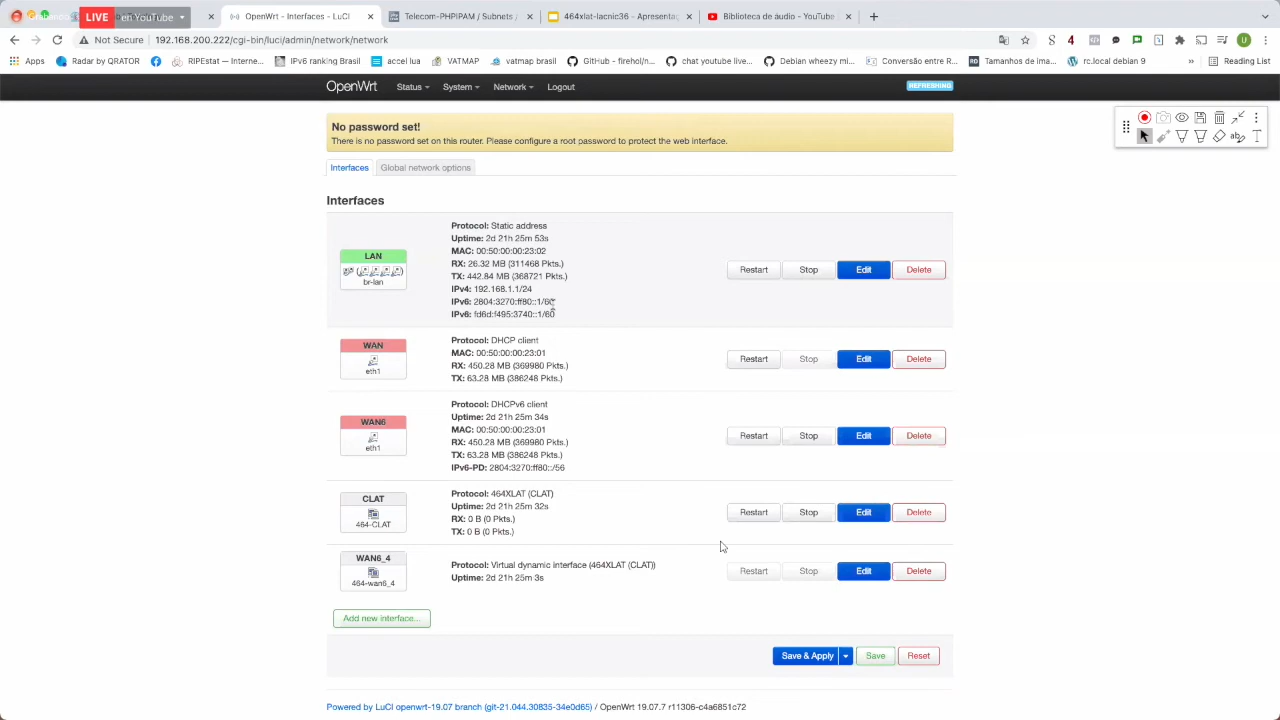 Grabando LIVE en YouTube
OpenWrt - Interfaces - LuCI
Telecom-PHPIPAM / Subnets /
464xlat-lacnic36 - Apresentaç
Biblioteca de áudio - YouTube
Not Secure 192.168.200.222/cgi-bin/luci/admin/network/network
Apps Radar by QRATOR RIPEstat — Interne... IPv6 ranking Brasil accel lua VATMAP vatmap brasil GitHub - firehol/n... chat youtube live... Debian wheezy mi... Conversão entre R... Tamanhos de ima... rc.local debian 9 » Reading List
OpenWrt Status System Network Logout REFRESHING
No password set!
There is no password set on this router. Please configure a root password to protect the web interface.
Interfaces Global network options
Interfaces
LAN
br-lan
Protocol: Static address
Uptime: 2d 21h 25m 53s
MAC: 00:50:00:00:23:02
RX: 26.32 MB (311468 Pkts.)
TX: 442.84 MB (368721 Pkts.)
IPv4: 192.168.1.1/24
IPv6: 2804:3270:ff80::1/60
IPv6: fd6d:f495:3740::1/60
Restart Stop Edit Delete
WAN
eth1
Protocol: DHCP client
MAC: 00:50:00:00:23:01
RX: 450.28 MB (369980 Pkts.)
TX: 63.28 MB (386248 Pkts.)
Restart Stop Edit Delete
WAN6
eth1
Protocol: DHCPv6 client
Uptime: 2d 21h 25m 34s
MAC: 00:50:00:00:23:01
RX: 450.28 MB (369980 Pkts.)
TX: 63.28 MB (386248 Pkts.)
IPv6-PD: 2804:3270:ff80::/56
Restart Stop Edit Delete
CLAT
464-CLAT
Protocol: 464XLAT (CLAT)
Uptime: 2d 21h 25m 32s
RX: 0 B (0 Pkts.)
TX: 0 B (0 Pkts.)
Restart Stop Edit Delete
WAN6_4
464-wan6_4
Protocol: Virtual dynamic interface (464XLAT (CLAT))
Uptime: 2d 21h 25m 3s
Restart Stop Edit Delete
Add new interface...
Save & Apply Save Reset
Powered by LuCI openwrt-19.07 branch (git-21.044.30835-34e0d65) / OpenWrt 19.07.7 r11306-c4a6851c72